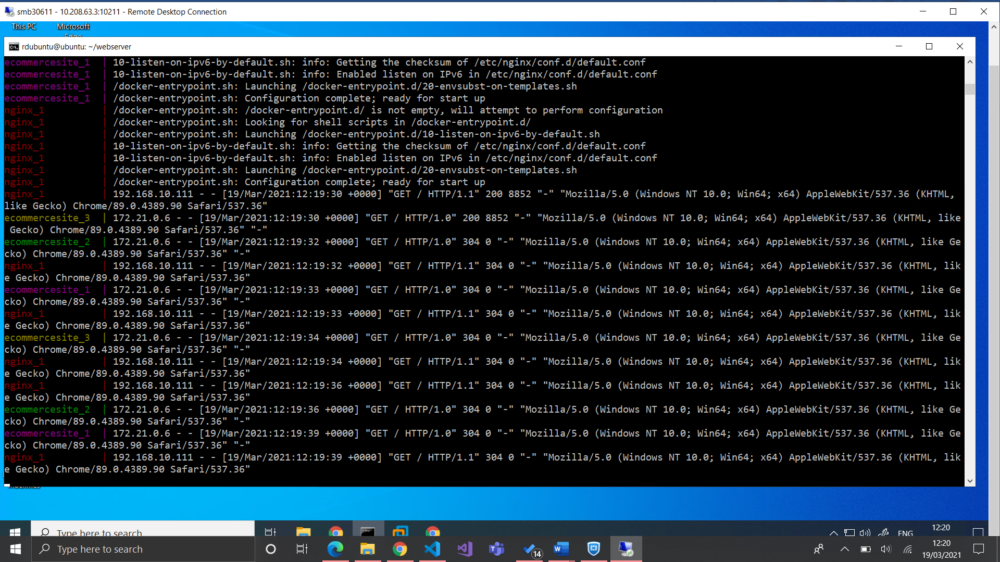 smb30611 - 10.208.63.3:10211 - Remote Desktop Connection
This PC
Microsoft
Edge
rdubuntu@ubuntu: ~/webserver
ecommercesite_1 | 10-listen-on-ipv6-by-default.sh: info: Getting the checksum of /etc/nginx/conf.d/default.conf
ecommercesite_1 | 10-listen-on-ipv6-by-default.sh: info: Enabled listen on IPv6 in /etc/nginx/conf.d/default.conf
ecommercesite_1 | /docker-entrypoint.sh: Launching /docker-entrypoint.d/20-envsubst-on-templates.sh
ecommercesite_1 | /docker-entrypoint.sh: Configuration complete; ready for start up
nginx_1 | /docker-entrypoint.sh: /docker-entrypoint.d/ is not empty, will attempt to perform configuration
nginx_1 | /docker-entrypoint.sh: Looking for shell scripts in /docker-entrypoint.d/
nginx_1 | /docker-entrypoint.sh: Launching /docker-entrypoint.d/10-listen-on-ipv6-by-default.sh
nginx_1 | 10-listen-on-ipv6-by-default.sh: info: Getting the checksum of /etc/nginx/conf.d/default.conf
nginx_1 | 10-listen-on-ipv6-by-default.sh: info: Enabled listen on IPv6 in /etc/nginx/conf.d/default.conf
nginx_1 | /docker-entrypoint.sh: Launching /docker-entrypoint.d/20-envsubst-on-templates.sh
nginx_1 | /docker-entrypoint.sh: Configuration complete; ready for start up
nginx_1 | 192.168.10.111 - - [19/Mar/2021:12:19:30 +0000] "GET / HTTP/1.1" 200 8852 "-" "Mozilla/5.0 (Windows NT 10.0; Win64; x64) AppleWebKit/537.36 (KHTML,
like Gecko) Chrome/89.0.4389.90 Safari/537.36"
ecommercesite_3 | 172.21.0.6 - - [19/Mar/2021:12:19:30 +0000] "GET / HTTP/1.0" 200 8852 "-" "Mozilla/5.0 (Windows NT 10.0; Win64; x64) AppleWebKit/537.36 (KHTML, like
 Gecko) Chrome/89.0.4389.90 Safari/537.36" "-"
ecommercesite_2 | 172.21.0.6 - - [19/Mar/2021:12:19:32 +0000] "GET / HTTP/1.0" 304 0 "-" "Mozilla/5.0 (Windows NT 10.0; Win64; x64) AppleWebKit/537.36 (KHTML, like Ge
cko) Chrome/89.0.4389.90 Safari/537.36" "-"
nginx_1 | 192.168.10.111 - - [19/Mar/2021:12:19:32 +0000] "GET / HTTP/1.1" 304 0 "-" "Mozilla/5.0 (Windows NT 10.0; Win64; x64) AppleWebKit/537.36 (KHTML, lik
e Gecko) Chrome/89.0.4389.90 Safari/537.36"
ecommercesite_1 | 172.21.0.6 - - [19/Mar/2021:12:19:33 +0000] "GET / HTTP/1.0" 304 0 "-" "Mozilla/5.0 (Windows NT 10.0; Win64; x64) AppleWebKit/537.36 (KHTML, like Ge
cko) Chrome/89.0.4389.90 Safari/537.36" "-"
nginx_1 | 192.168.10.111 - - [19/Mar/2021:12:19:33 +0000] "GET / HTTP/1.1" 304 0 "-" "Mozilla/5.0 (Windows NT 10.0; Win64; x64) AppleWebKit/537.36 (KHTML, lik
e Gecko) Chrome/89.0.4389.90 Safari/537.36"
ecommercesite_3 | 172.21.0.6 - - [19/Mar/2021:12:19:34 +0000] "GET / HTTP/1.0" 304 0 "-" "Mozilla/5.0 (Windows NT 10.0; Win64; x64) AppleWebKit/537.36 (KHTML, like Ge
cko) Chrome/89.0.4389.90 Safari/537.36" "-"
nginx_1 | 192.168.10.111 - - [19/Mar/2021:12:19:34 +0000] "GET / HTTP/1.1" 304 0 "-" "Mozilla/5.0 (Windows NT 10.0; Win64; x64) AppleWebKit/537.36 (KHTML, lik
e Gecko) Chrome/89.0.4389.90 Safari/537.36"
nginx_1 | 192.168.10.111 - - [19/Mar/2021:12:19:36 +0000] "GET / HTTP/1.1" 304 0 "-" "Mozilla/5.0 (Windows NT 10.0; Win64; x64) AppleWebKit/537.36 (KHTML, lik
e Gecko) Chrome/89.0.4389.90 Safari/537.36"
ecommercesite_2 | 172.21.0.6 - - [19/Mar/2021:12:19:36 +0000] "GET / HTTP/1.0" 304 0 "-" "Mozilla/5.0 (Windows NT 10.0; Win64; x64) AppleWebKit/537.36 (KHTML, like Ge
cko) Chrome/89.0.4389.90 Safari/537.36" "-"
ecommercesite_1 | 172.21.0.6 - - [19/Mar/2021:12:19:39 +0000] "GET / HTTP/1.0" 304 0 "-" "Mozilla/5.0 (Windows NT 10.0; Win64; x64) AppleWebKit/537.36 (KHTML, like Ge
cko) Chrome/89.0.4389.90 Safari/537.36" "-"
nginx_1 | 192.168.10.111 - - [19/Mar/2021:12:19:39 +0000] "GET / HTTP/1.1" 304 0 "-" "Mozilla/5.0 (Windows NT 10.0; Win64; x64) AppleWebKit/537.36 (KHTML, lik
e Gecko) Chrome/89.0.4389.90 Safari/537.36"
Machines
Type here to search
ENG
12:20
Type here to search
14
12:20
19/03/2021